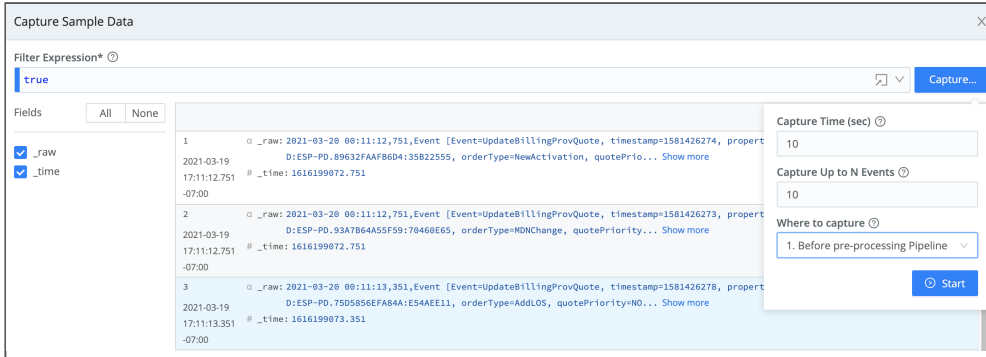 Capture Sample Data
X
Filter Expression*
true
Capture...
Fields
All
None
_raw
_time
1
2021-03-19
17:11:12.751
-07:00
α _raw: 2021-03-20 00:11:12,751,Event [Event=UpdateBillingProvQuote, timestamp=1581426274, propert
D:ESP-PD.89632FAAFB6D4:35B22555, orderType=NewActivation, quotePrio... Show more
# _time: 1616199072.751
2
2021-03-19
17:11:12.751
-07:00
α _raw: 2021-03-20 00:11:12,751,Event [Event=UpdateBillingProvQuote, timestamp=1581426273, propert
D:ESP-PD.93A7B64A55F59:70460E65, orderType=MDNChange, quotePriority... Show more
# _time: 1616199072.751
3
2021-03-19
17:11:13.351
-07:00
α _raw: 2021-03-20 00:11:13,351,Event [Event=UpdateBillingProvQuote, timestamp=1581426278, propert
D:ESP-PD.75D5856EFA84A:E54AEE11, orderType=AddLOS, quotePriority=NO... Show more
# _time: 1616199073.351
Capture Time (sec)
10
Capture Up to N Events
10
Where to capture
1. Before pre-processing Pipeline
Start